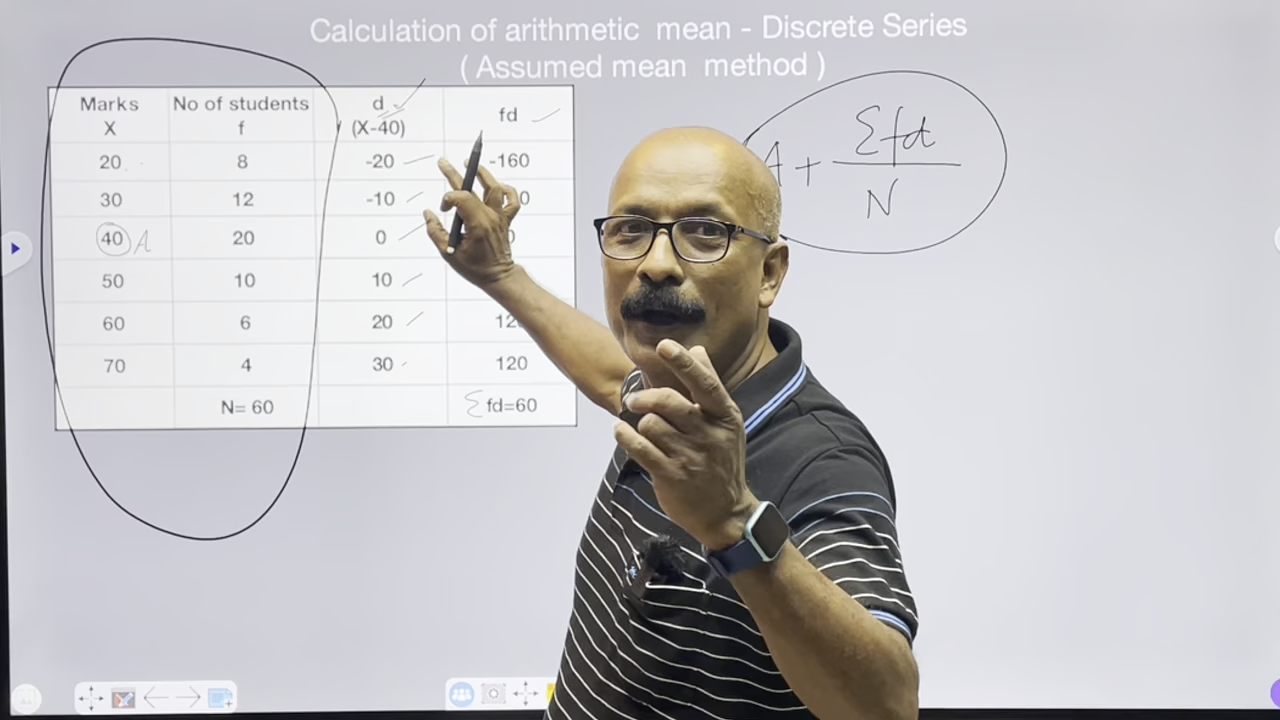 Calculation of arithmetic mean - Discrete Series
( Assumed mean method )
Marks No of students d fd
X f (X-40)
20 8 -20 -160
30 12 -10
40 A 20 0
50 10 10
60 6 20
70 4 30 120
N= 60 Σ fd=60
A + Σfd
N